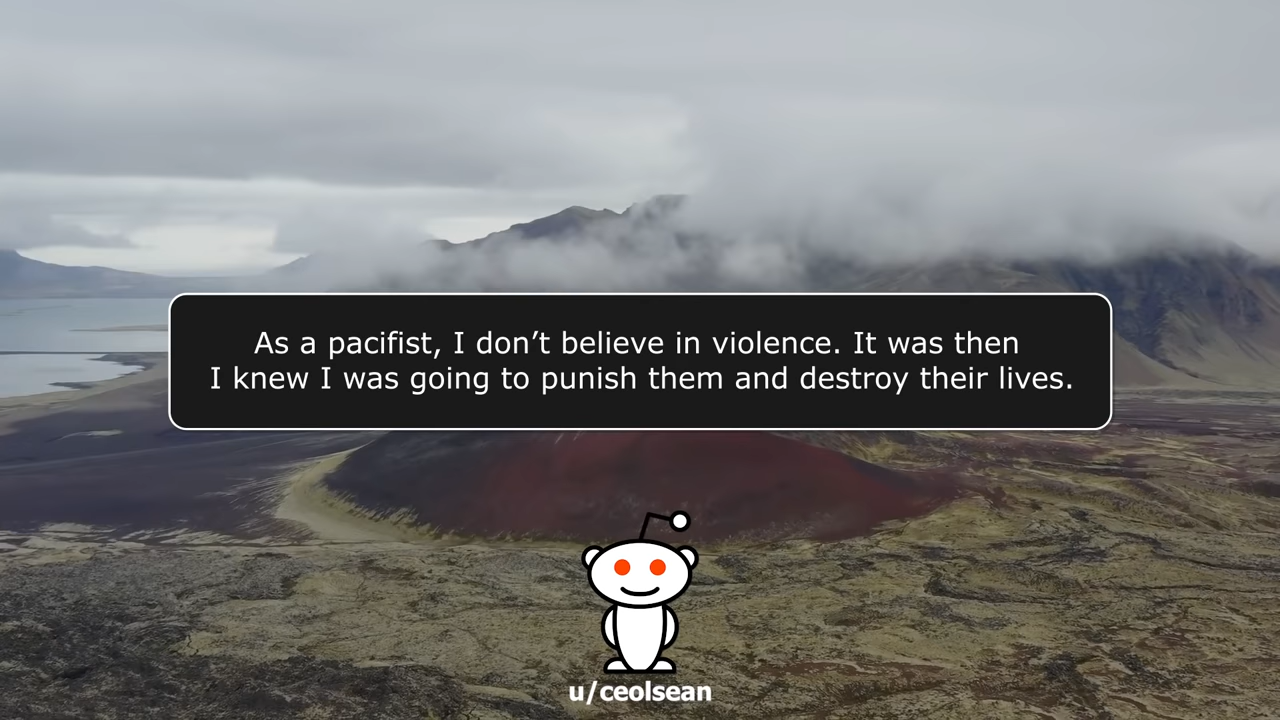 As a pacifist, I don’t believe in violence. It was then
I knew I was going to punish them and destroy their lives.
u/ceolsean